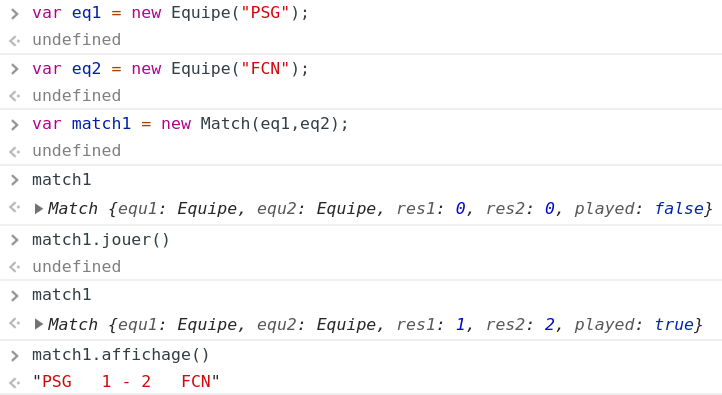 var eq1 = new Equipe("PSG");
undefined
var eq2 = new Equipe("FCN");
undefined
var match1 = new Match(eq1,eq2);
undefined
match1
Match {equ1: Equipe, equ2: Equipe, res1: 0, res2: 0, played: false}
match1.jouer()
undefined
match1
Match {equ1: Equipe, equ2: Equipe, res1: 1, res2: 2, played: true}
match1.affichage()
"PSG   1 - 2   FCN"